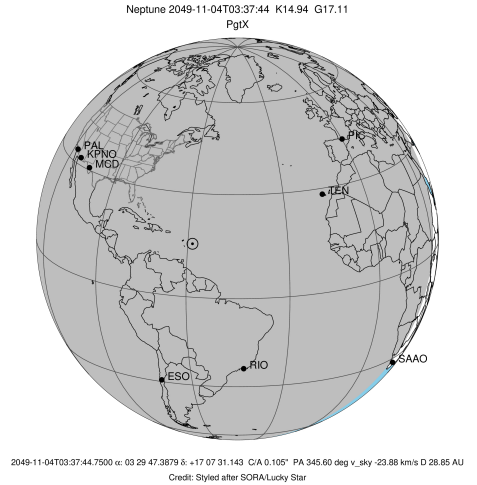 Neptune 2049-11-04T03:37:44 K14.94 G17.11
PgtX
PIC
PAL
KPNO
MCD
TEN
SAAO
RIO
ESO
2049-11-04T03:37:44.7500 α: 03 29 47.3879 δ: +17 07 31.143 C/A 0.105" PA 345.60 deg v_sky -23.88 km/s D 28.85 AU
Credit: Styled after SORA/Lucky Star